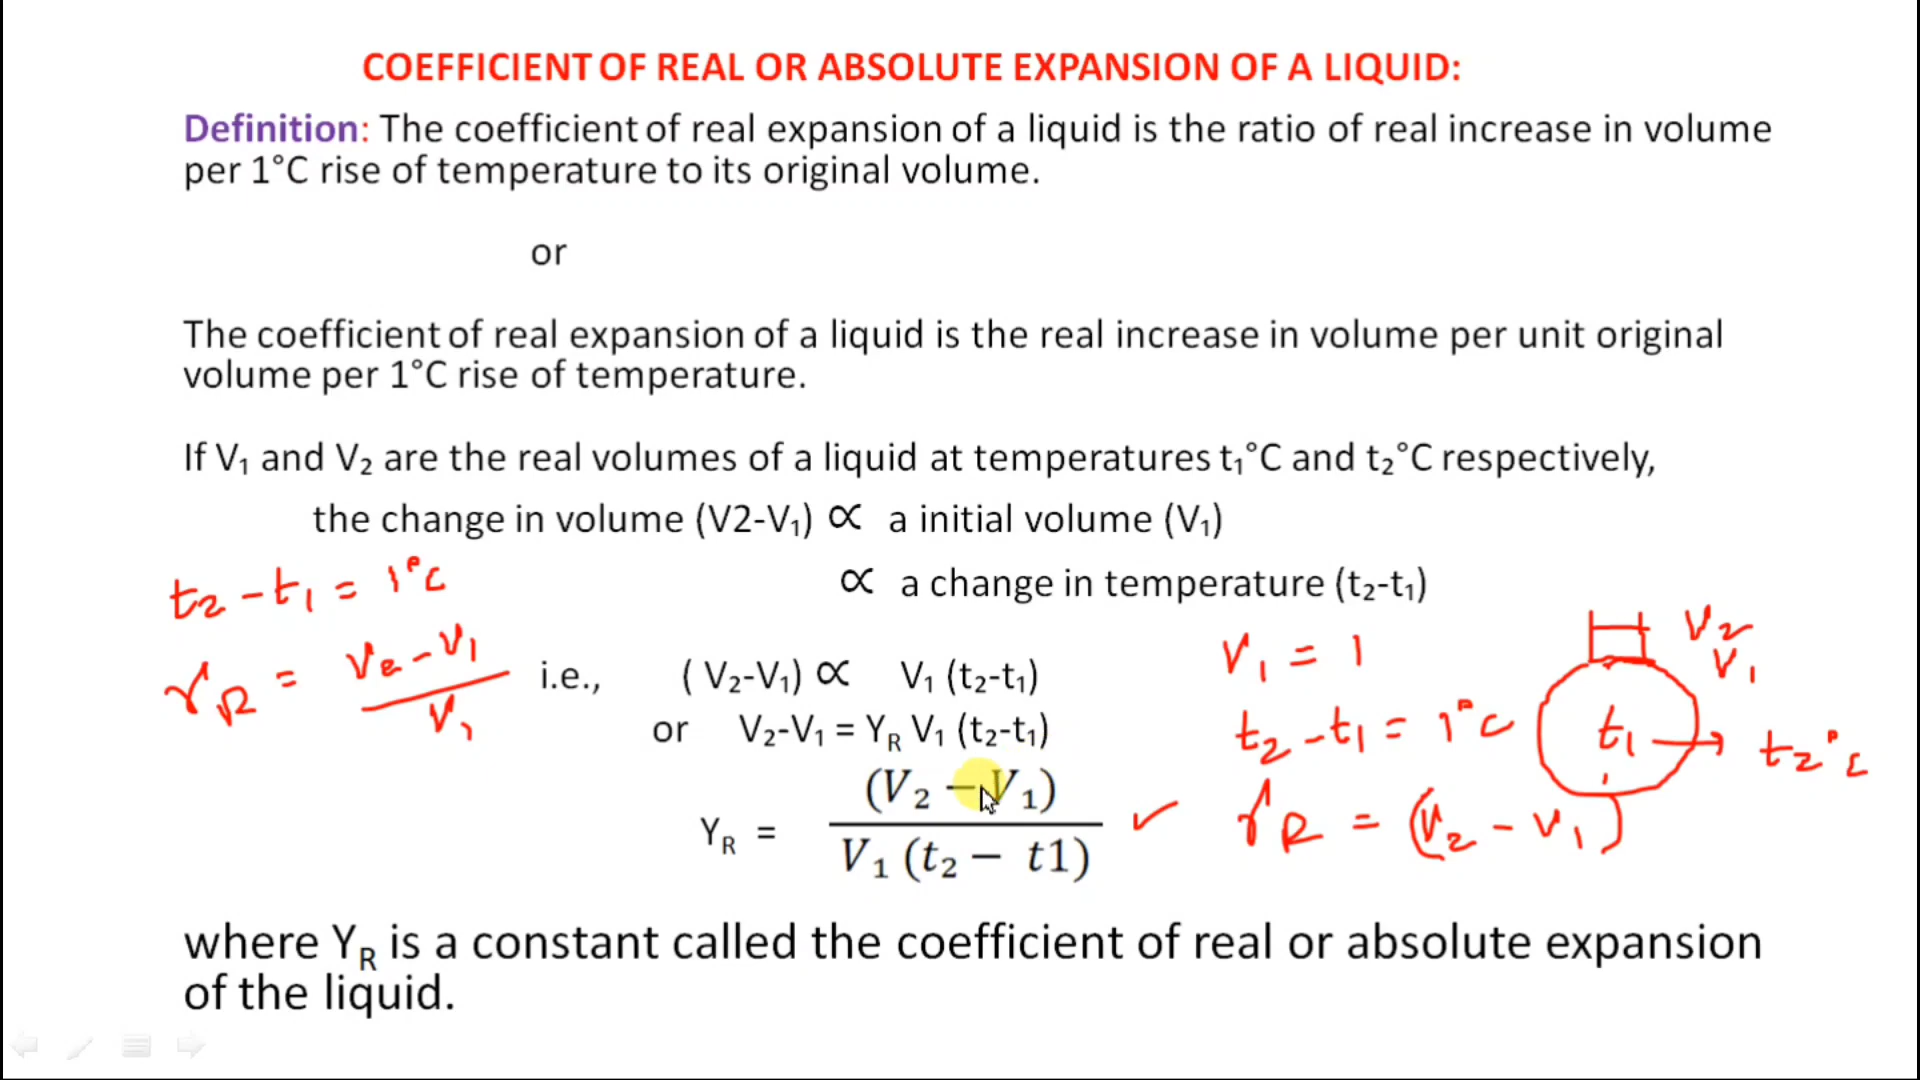 COEFFICIENT OF REAL OR ABSOLUTE EXPANSION OF A LIQUID:
Definition: The coefficient of real expansion of a liquid is the ratio of real increase in volume
per 1°C rise of temperature to its original volume.
or
The coefficient of real expansion of a liquid is the real increase in volume per unit original
volume per 1°C rise of temperature.
If V₁ and V₂ are the real volumes of a liquid at temperatures t₁°C and t₂°C respectively,
the change in volume (V2-V₁) ∝ a initial volume (V₁)
∝ a change in temperature (t₂-t₁)
t₂ - t₁ = 1°C
γ_R = (V₂ - V₁) / V₁
i.e., ( V₂-V₁) ∝ V₁ (t₂-t₁)
or V₂-V₁ = Y_R V₁ (t₂-t₁)
Y_R = (V₂ − V₁) / V₁ (t₂ − t1) ✓
V₁ = 1
t₂ - t₁ = 1°C
γ_R = (V₂ - V₁)
V₂
V₁
t₁ → t₂°C
where Y_R is a constant called the coefficient of real or absolute expansion
of the liquid.